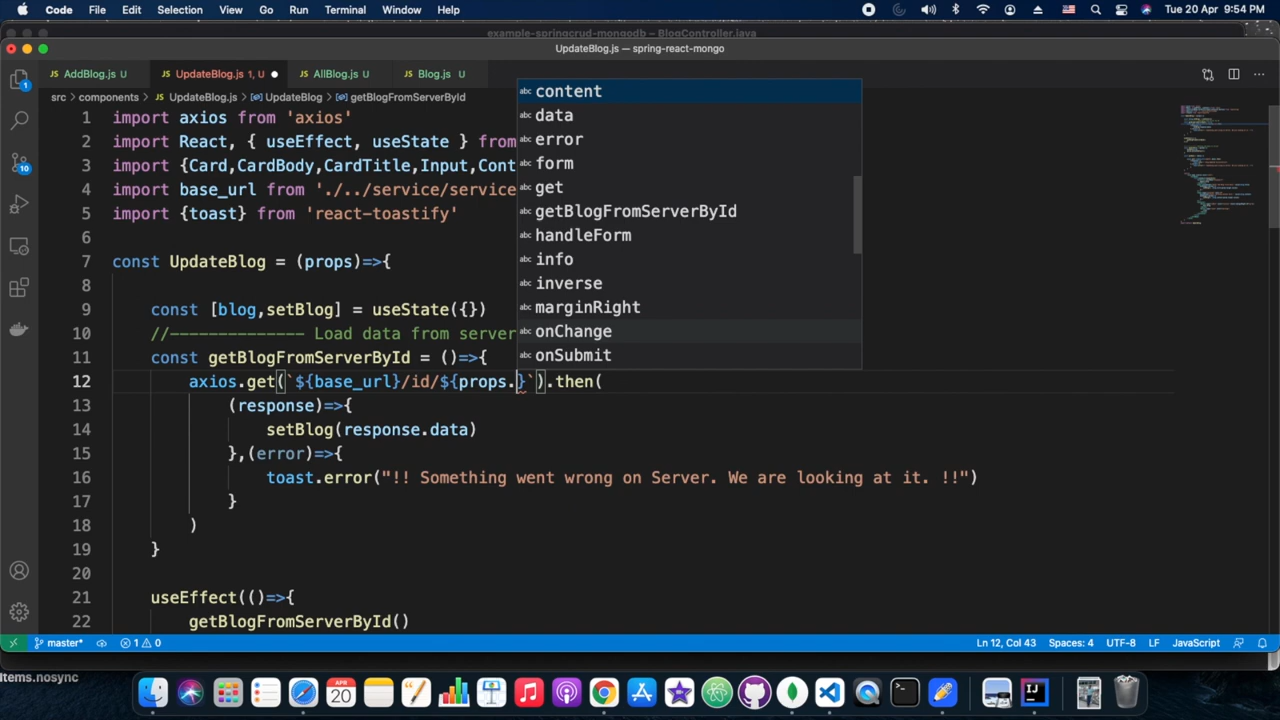 Code File Edit Selection View Go Run Terminal Window Help Tue 20 Apr 9:54 PM
example-springcrud-mongodb – BlogController.java
UpdateBlog.js — spring-react-mongo
AddBlog.js U UpdateBlog.js 1, U AllBlog.js U Blog.js U
src > components > UpdateBlog.js > UpdateBlog > getBlogFromServerById
1 import axios from 'axios'
2 import React, { useEffect, useState } from
3 import {Card,CardBody,CardTitle,Input,Cont
4 import base_url from './../service/service
5 import {toast} from 'react-toastify'
6
7 const UpdateBlog = (props)=>{
8
9 const [blog,setBlog] = useState({})
10 //-------------- Load data from server
11 const getBlogFromServerById = ()=>{
12 axios.get(`${base_url}/id/${props.}`).then(
13 (response)=>{
14 setBlog(response.data)
15 },(error)=>{
16 toast.error("!! Something went wrong on Server. We are looking at it. !!")
17 }
18 )
19 }
20
21 useEffect(()=>{
22 getBlogFromServerById()
abc content
abc data
abc error
abc form
abc get
abc getBlogFromServerById
abc handleForm
abc info
abc inverse
abc marginRight
abc onChange
abc onSubmit
1
10
master* 1 0 Ln 12, Col 43 Spaces: 4 UTF-8 LF JavaScript
Items.nosync
APR
20
IJ